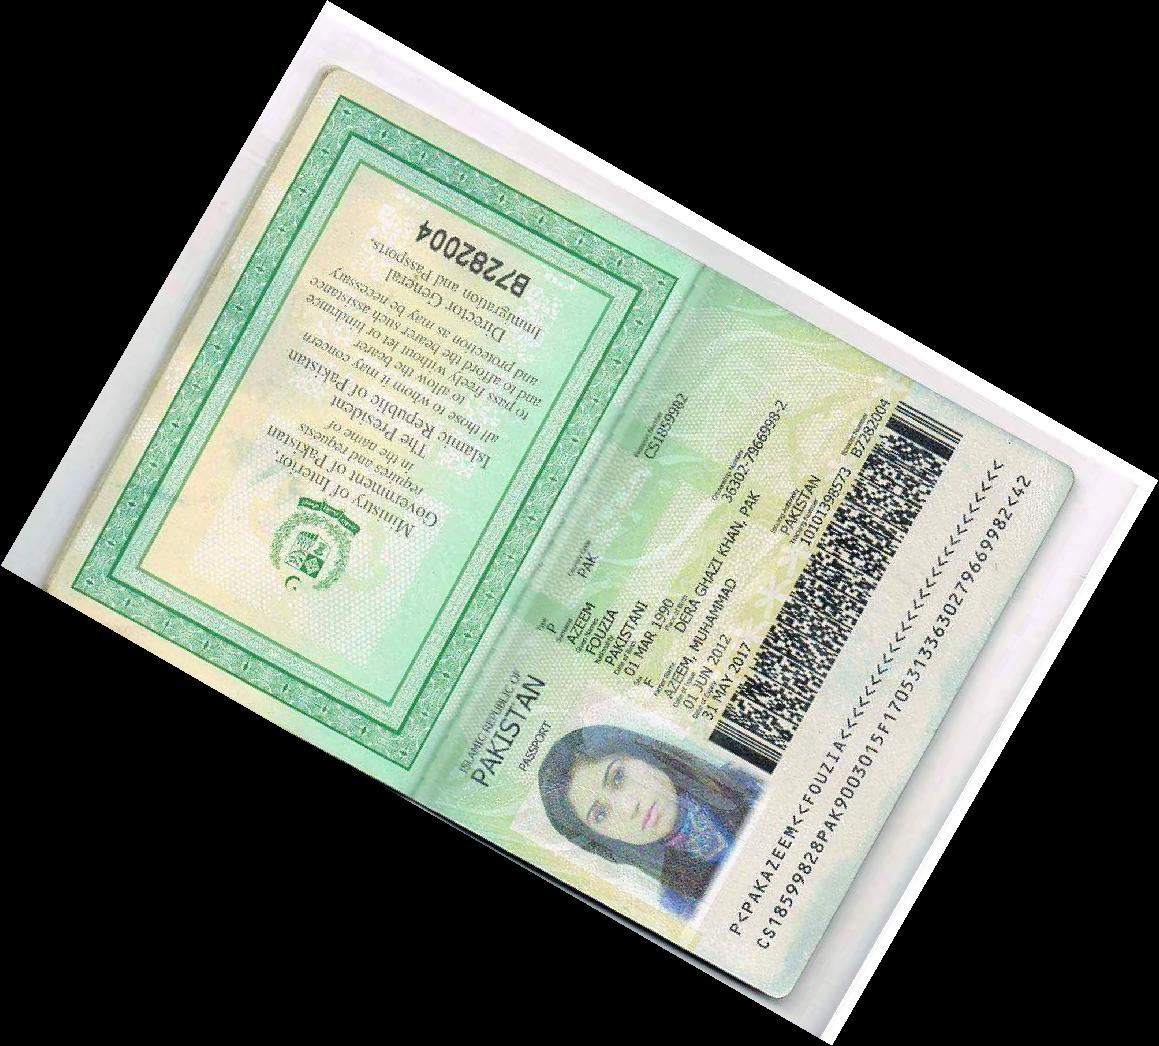 Ministry of Interior,
Government of Pakistan
requires and requests
in the name of
The President
Islamic Republic of Pakistan
all those to whom it may concern
to allow the bearer
to pass freely without let or hindrance
and to afford the bearer such assistance
and protection as may be necessary
Director General
Immigration and Passports.
B7282004
ISLAMIC REPUBLIC OF
PAKISTAN
PASSPORT
P
PAK
CS1859982
AZEEM
FOUZIA
PAKISTANI
01 MAR 1990
36302-7966998-2
F
DERA GHAZI KHAN, PAK
AZEEM, MUHAMMAD
01 JUN 2012
PAKISTAN
31 MAY 2017
10101398573
B7282004
P<PAKAZEEM<<FOUZIA<<<<<<<<<<<<<<<<<<<<<<<<<<
CS18599828PAK9003015F17053133630279669982<42